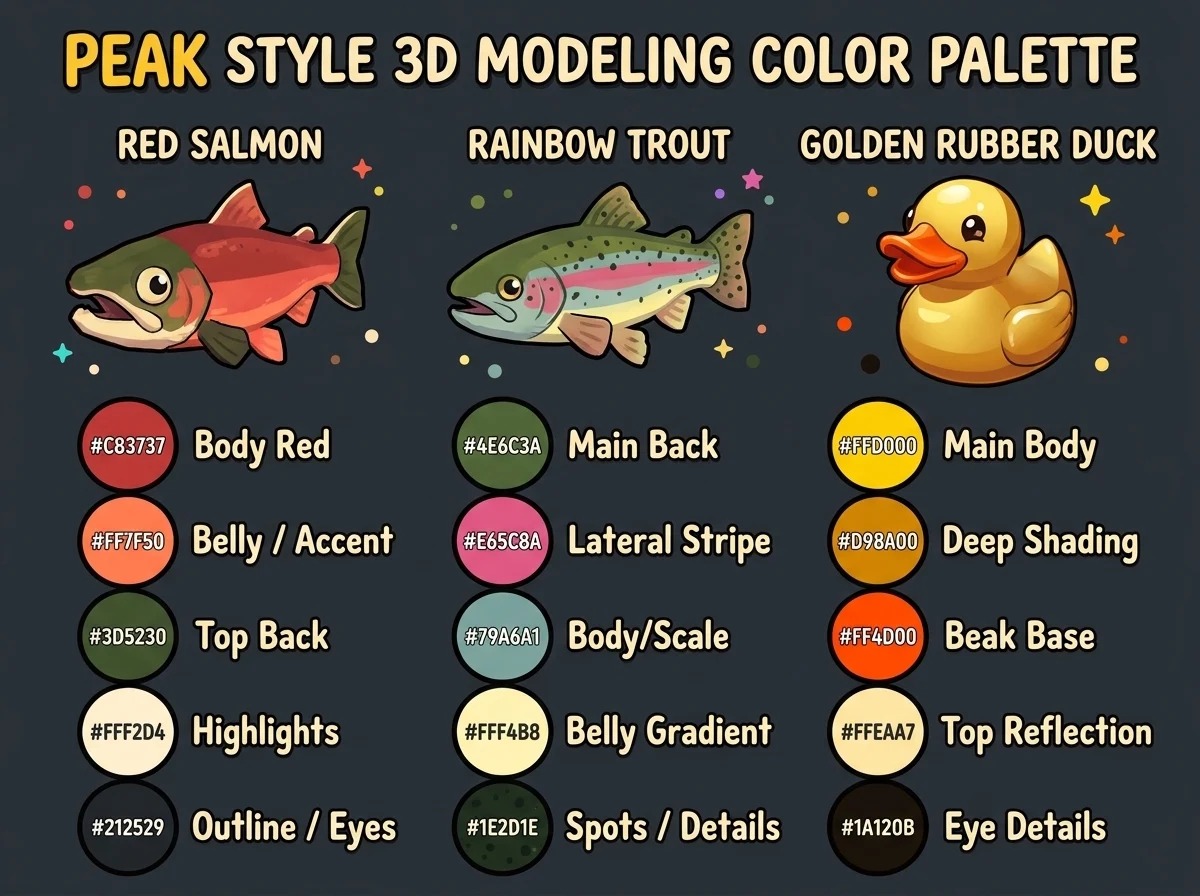 PEAK STYLE 3D MODELING COLOR PALETTE
RED SALMON
#C83737 Body Red
#FF7F50 Belly / Accent
#3D5230 Top Back
#FFF2D4 Highlights
#212529 Outline / Eyes
RAINBOW TROUT
#4E6C3A Main Back
#E65C8A Lateral Stripe
#79A6A1 Body/Scale
#FFF4B8 Belly Gradient
#1E2D1E Spots / Details
GOLDEN RUBBER DUCK
#FFD000 Main Body
#D98A00 Deep Shading
#FF4D00 Beak Base
#FFEAA7 Top Reflection
#1A120B Eye Details